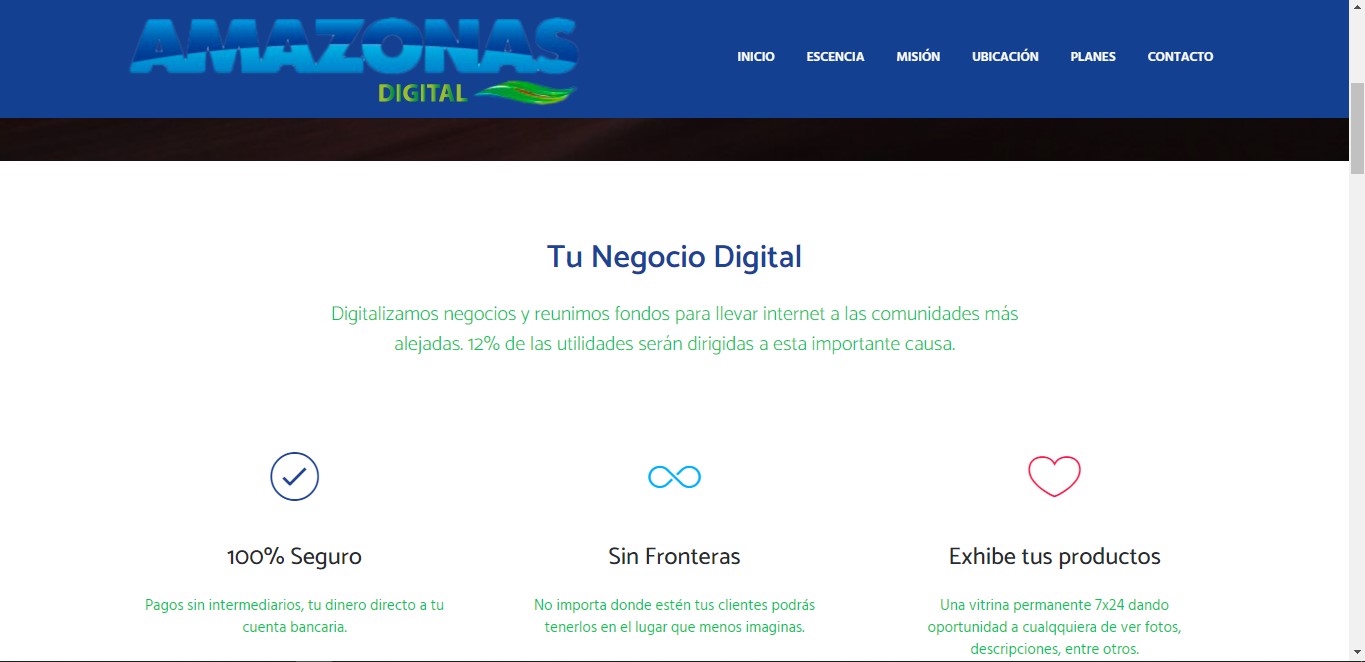 AMAZONAS
DIGITAL
INICIO ESCENCIA MISIÓN UBICACIÓN PLANES CONTACTO
Tu Negocio Digital
Digitalizamos negocios y reunimos fondos para llevar internet a las comunidades más
alejadas. 12% de las utilidades serán dirigidas a esta importante causa.
100% Seguro
Pagos sin intermediarios, tu dinero directo a tu
cuenta bancaria.
Sin Fronteras
No importa donde estén tus clientes podrás
tenerlos en el lugar que menos imaginas.
Exhibe tus productos
Una vitrina permanente 7x24 dando
oportunidad a cualqquiera de ver fotos,
descripciones, entre otros.